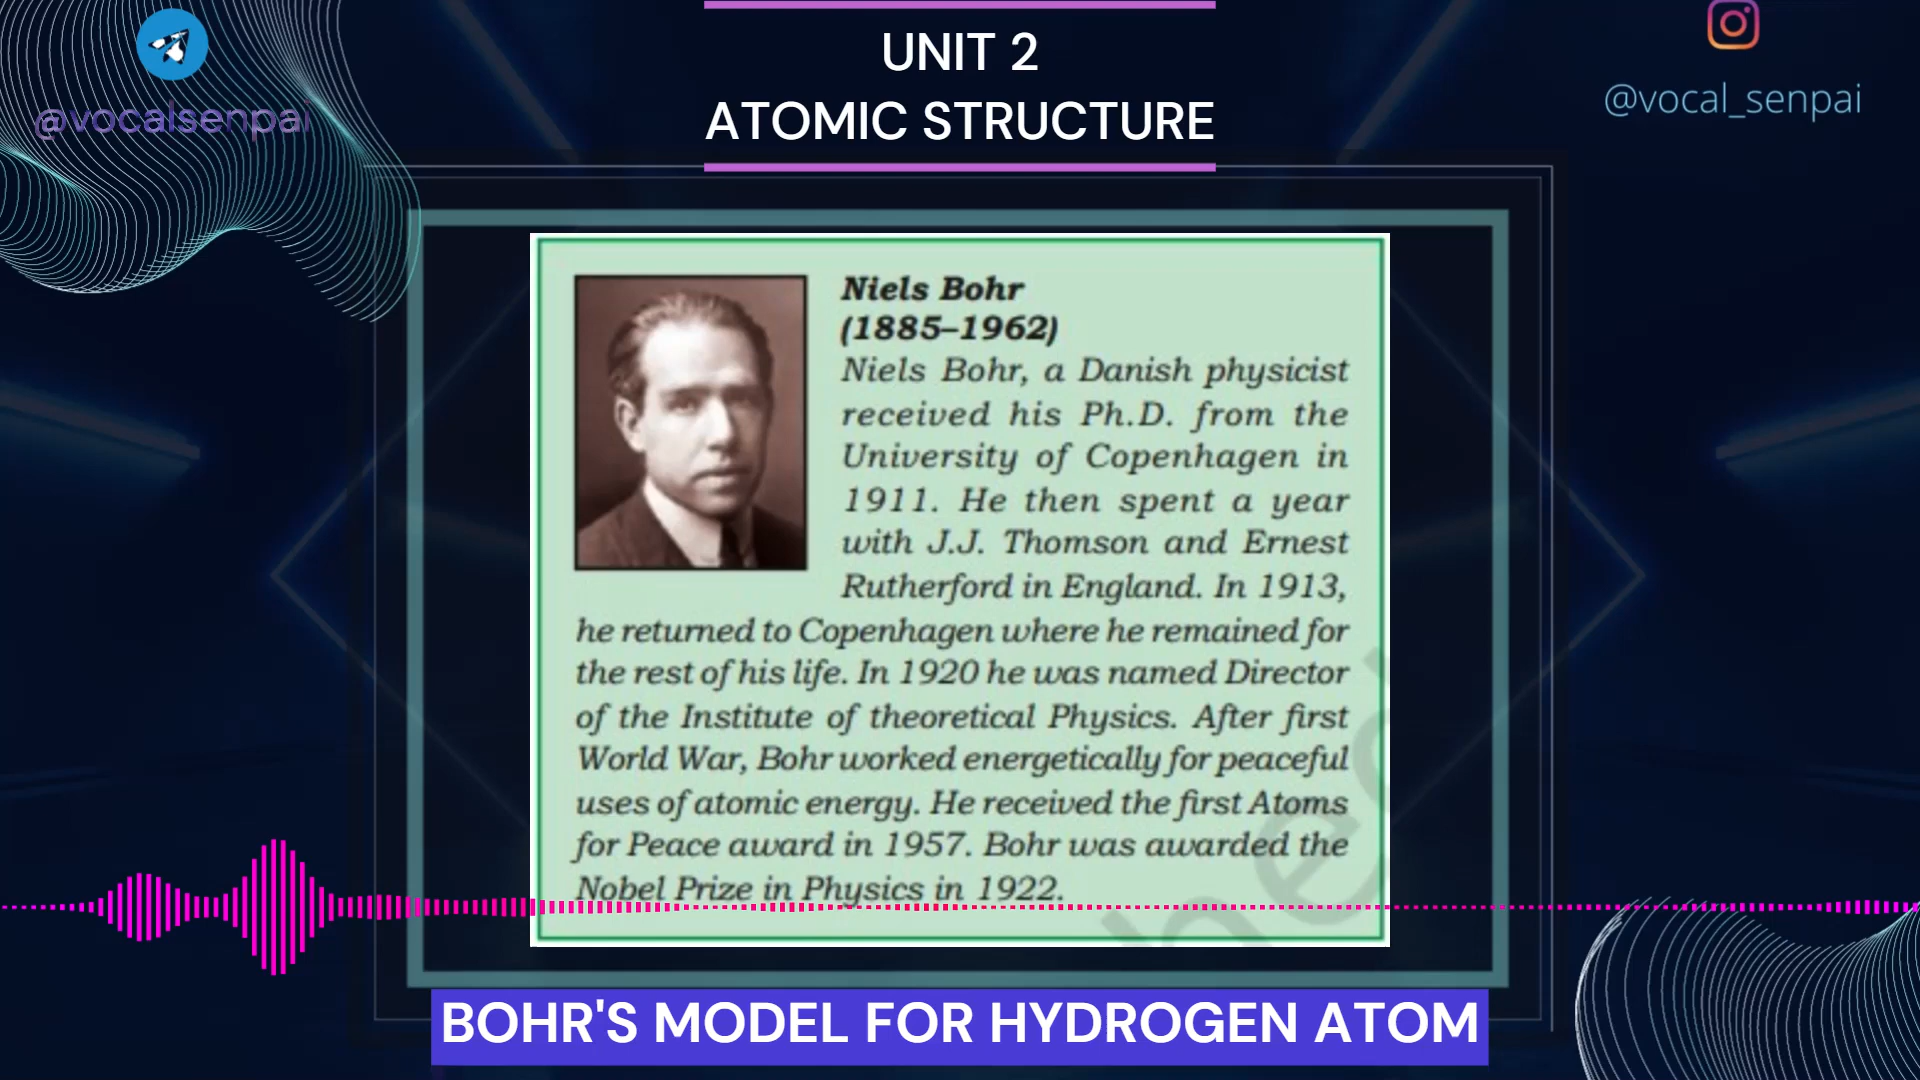 UNIT 2
ATOMIC STRUCTURE
@vocalsenpai
@vocal_senpai
Niels Bohr
(1885–1962)
Niels Bohr, a Danish physicist
received his Ph.D. from the
University of Copenhagen in
1911. He then spent a year
with J.J. Thomson and Ernest
Rutherford in England. In 1913,
he returned to Copenhagen where he remained for
the rest of his life. In 1920 he was named Director
of the Institute of theoretical Physics. After first
World War, Bohr worked energetically for peaceful
uses of atomic energy. He received the first Atoms
for Peace award in 1957. Bohr was awarded the
Nobel Prize in Physics in 1922.
BOHR'S MODEL FOR HYDROGEN ATOM